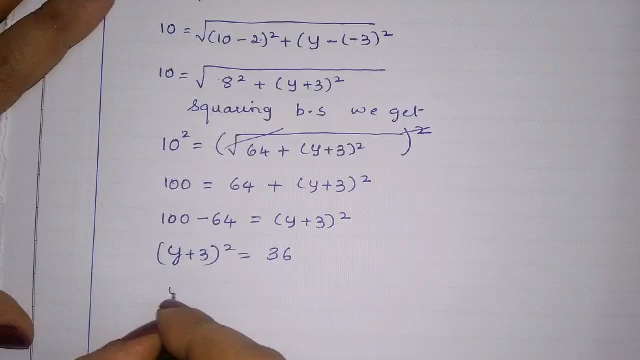 10 = √(10-2)² + (y-(-3)²
10 = √8² + (y+3)²
Squaring b.s we get
10² = (√64 + (y+3)²)²
100 = 64 + (y+3)²
100-64 = (y+3)²
(y+3)² = 36